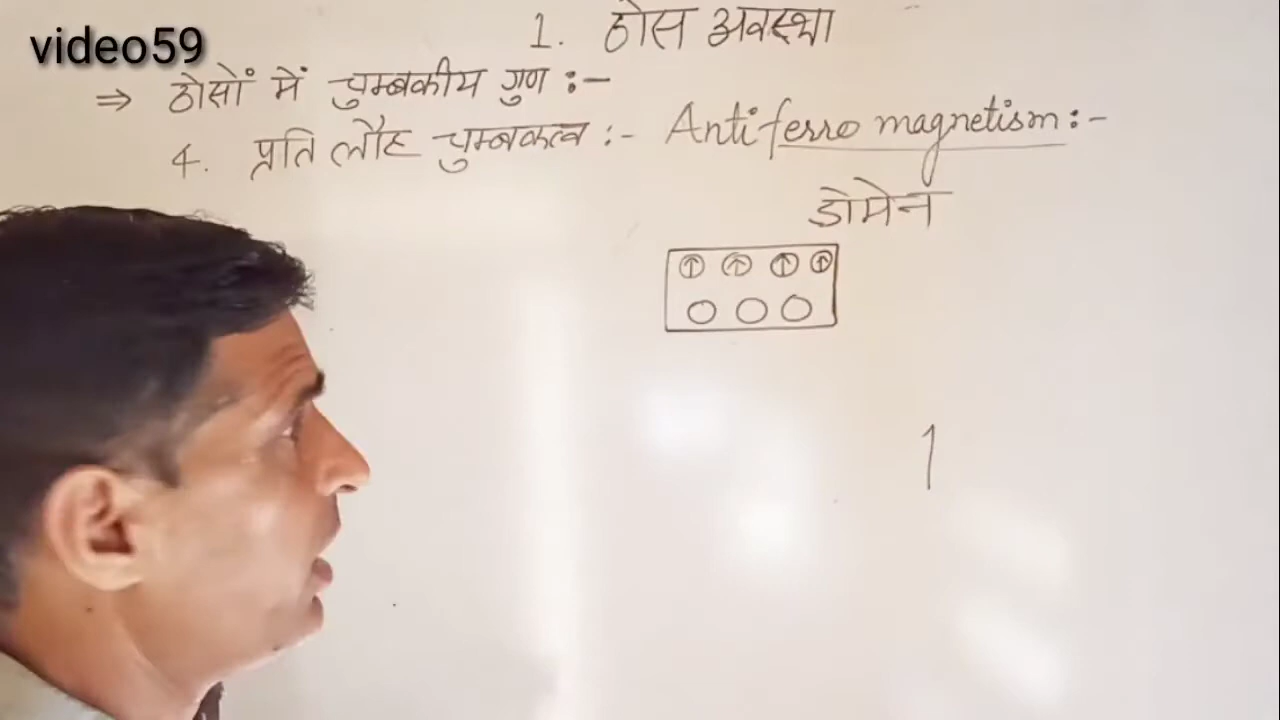 video59
1. ठोस अवस्था
⇒ ठोसों में चुम्बकीय गुण :-
4. प्रति लौह चुम्बकत्व :- Antiferro magnetism :-
डोमेन
↑ ↑ ↑ ↑
1